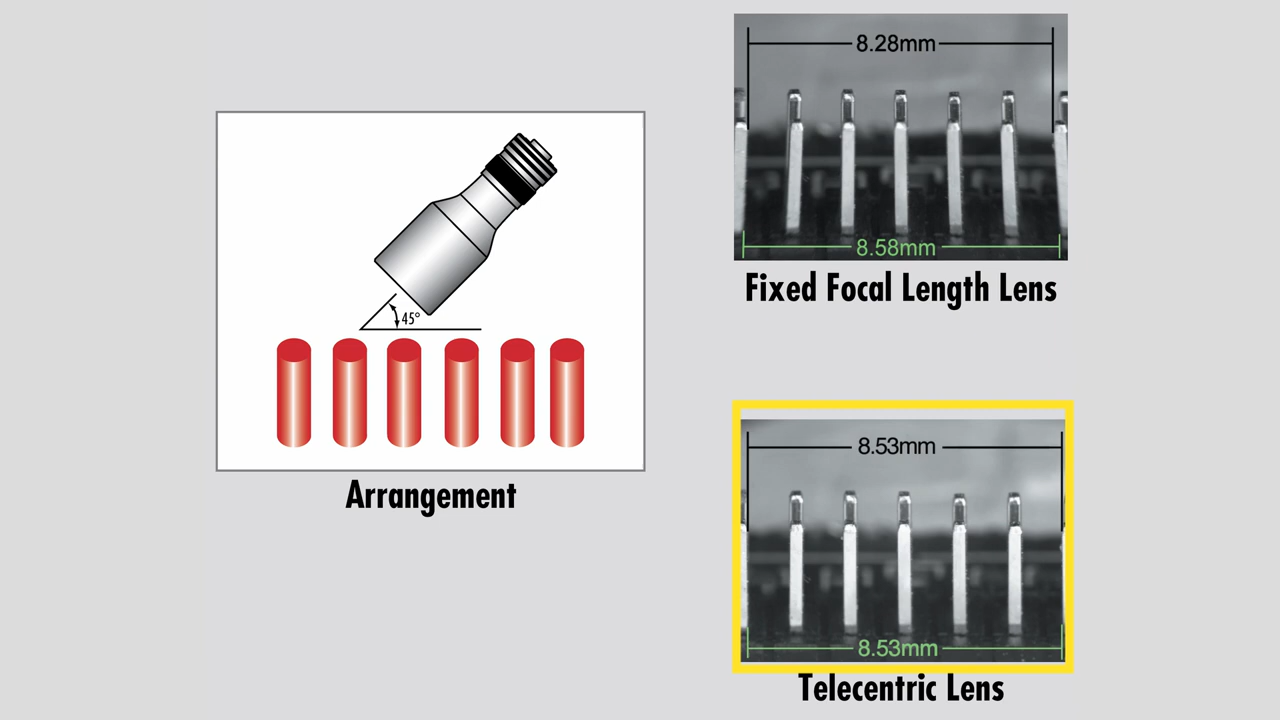 45°
Arrangement
8.28mm
8.58mm
Fixed Focal Length Lens
8.53mm
8.53mm
Telecentric Lens